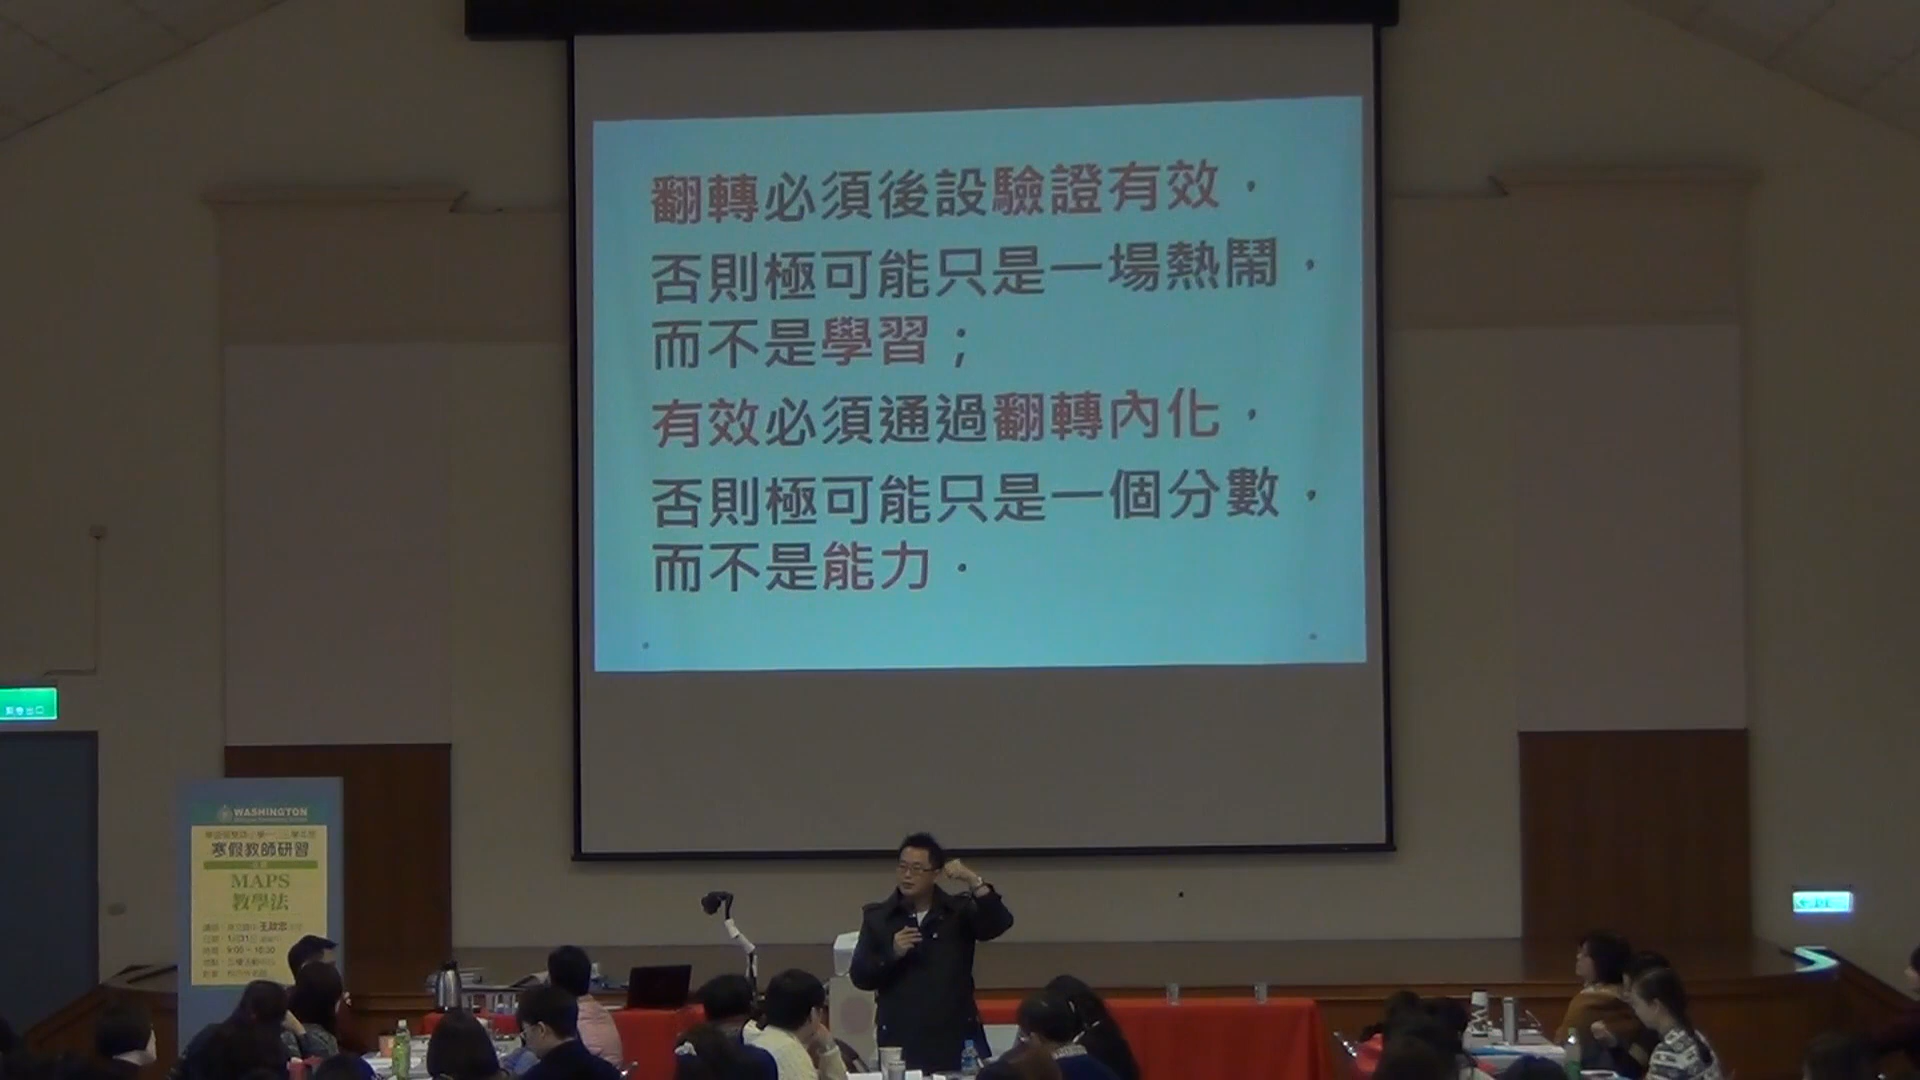 翻轉必須後設驗證有效，
否則極可能只是一場熱鬧，
而不是學習；
有效必須通過翻轉內化，
否則極可能只是一個分數，
而不是能力．
WASHINGTON
寒假教師研習
MAPS
教學法
王政忠